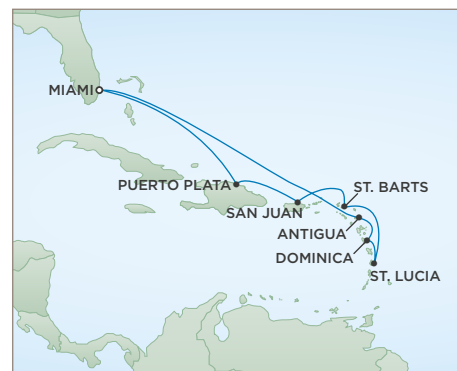 MIAMI
PUERTO PLATA
ST. BARTS
SAN JUAN
ANTIGUA
DOMINICA
ST. LUCIA